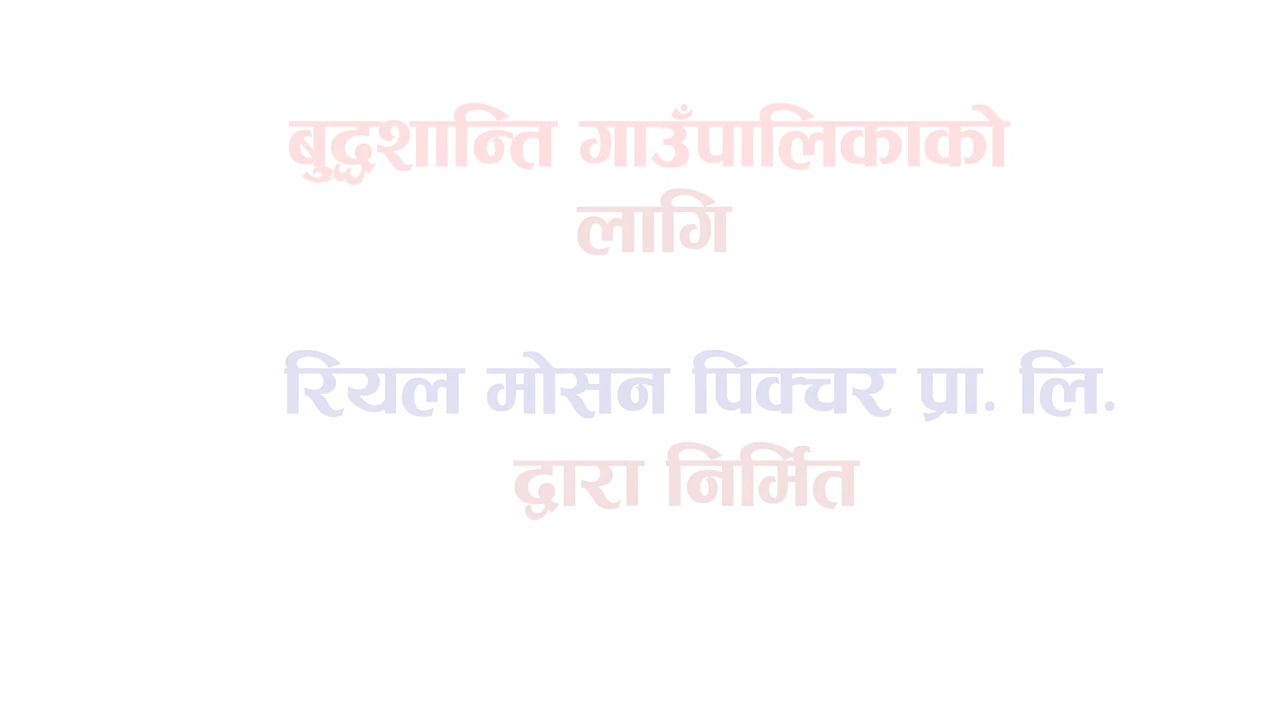 बुद्धशान्ति गाउँपालिकाको
लागि
रियल मोसन पिक्चर प्रा. लि.
द्वारा निर्मित